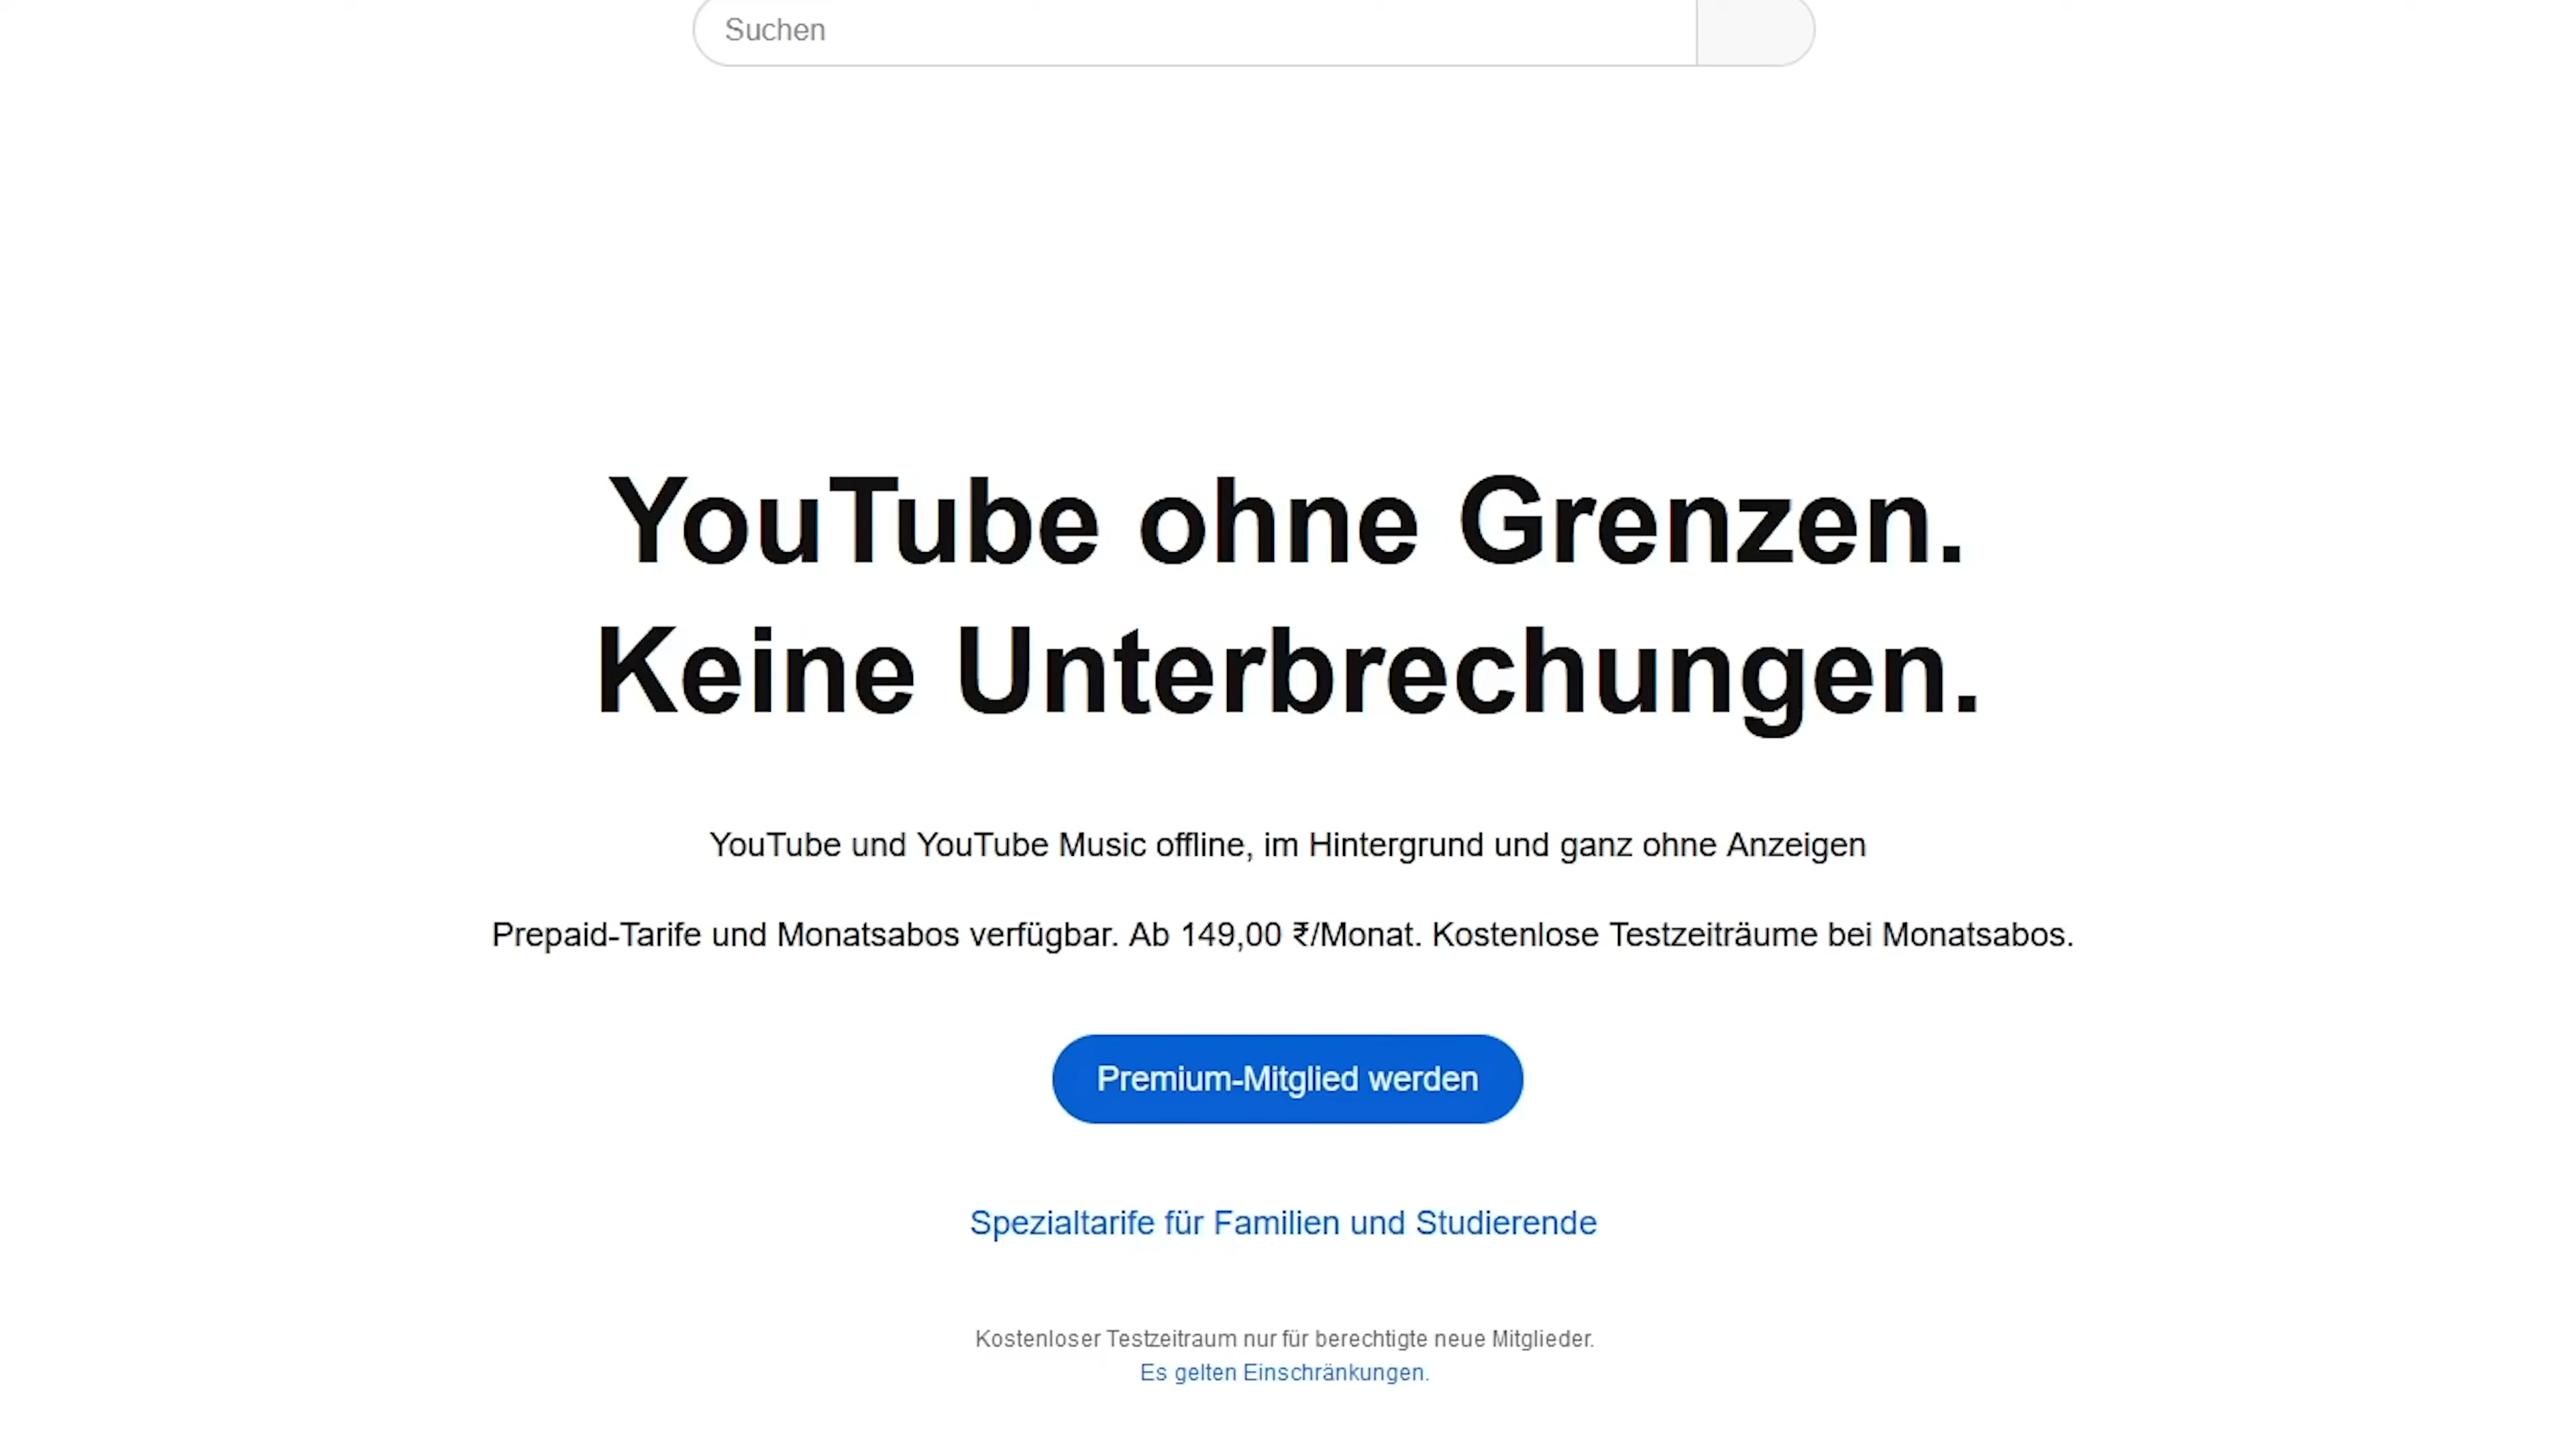 Suchen
YouTube ohne Grenzen.
Keine Unterbrechungen.
YouTube und YouTube Music offline, im Hintergrund und ganz ohne Anzeigen
Prepaid-Tarife und Monatsabos verfügbar. Ab 149,00 ₹/Monat. Kostenlose Testzeiträume bei Monatsabos.
Premium-Mitglied werden
Spezialtarife für Familien und Studierende
Kostenloser Testzeitraum nur für berechtigte neue Mitglieder.
Es gelten Einschränkungen.